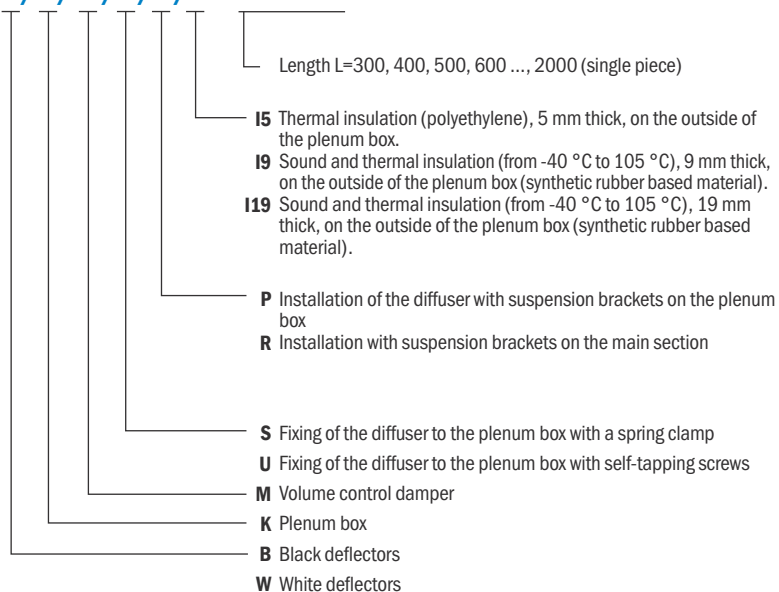 Length L=300, 400, 500, 600 ..., 2000 (single piece)
I5 Thermal insulation (polyethylene), 5 mm thick, on the outside of
the plenum box.
I9 Sound and thermal insulation (from -40 °C to 105 °C), 9 mm thick,
on the outside of the plenum box (synthetic rubber based material).
I19 Sound and thermal insulation (from -40 °C to 105 °C), 19 mm
thick, on the outside of the plenum box (synthetic rubber based
material).
P Installation of the diffuser with suspension brackets on the plenum
box
R Installation with suspension brackets on the main section
S Fixing of the diffuser to the plenum box with a spring clamp
U Fixing of the diffuser to the plenum box with self-tapping screws
M Volume control damper
K Plenum box
B Black deflectors
W White deflectors